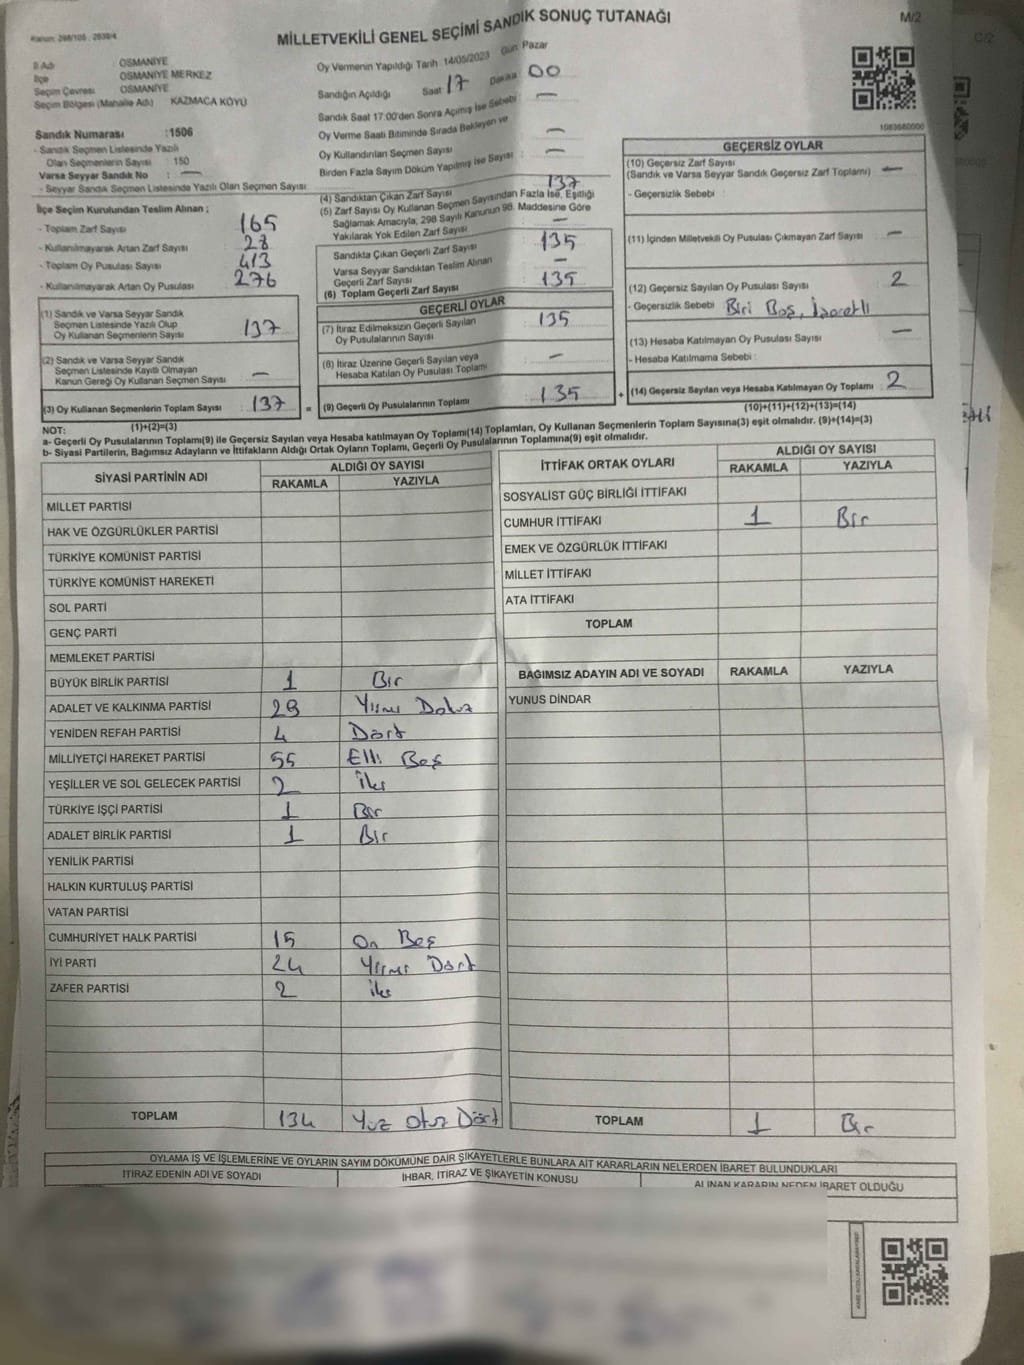 M/2
MİLLETVEKİLİ GENEL SEÇİMİ SANDIK SONUÇ TUTANAĞI
İl Adı : OSMANİYE
İlçe : OSMANİYE MERKEZ
Seçim Çevresi : OSMANİYE
Seçim Bölgesi (Mahalle Adı) KAZMACA KÖYÜ
Oy Vermenin Yapıldığı Tarih 14/05/2023 Gün Pazar
Sandığın Açıldığı Saat 17 Dakika 00
Sandık Saat 17:00'den Sonra Açımış İse Sebebi : —
Oy Verme Saati Bitiminde Sırada Bekleyen ve
Oy Kullandırılan Seçmen Sayısı —
Birden Fazla Sayım Döküm Yapılmış İse Sayısı : —
Sandık Numarası : 1506
- Sandık Seçmen Listesinde Yazılı
Olan Seçmenlerin Sayısı : 150
Varsa Seyyar Sandık No : —
- Seyyar Sandık Seçmen Listesinde Yazılı Olan Seçmen Sayısı
İlçe Seçim Kurulundan Teslim Alınan ;
- Toplam Zarf Sayısı 165
- Kullanılmayarak Artan Zarf Sayısı 28
- Toplam Oy Pusulası Sayısı 413
- Kullanılmayarak Artan Oy Pusulası 276
(1) Sandık ve Varsa Seyyar Sandık
Seçmen Listesinde Yazılı Olup
Oy Kullanan Seçmenlerin Sayısı 137
(2) Sandık ve Varsa Seyyar Sandık
Seçmen Listesinde Kayıtlı Olmayan
Kanun Gereği Oy Kullanan Seçmen Sayısı —
(3) Oy Kullanan Seçmenlerin Toplam Sayısı 137 =
(1)+(2)=(3)
(4) Sandıktan Çıkan Zarf Sayısı 137
(5) Zarf Sayısı Oy Kullanan Seçmen Sayısından Fazla İse, Eşitliği
Sağlamak Amacıyla; 298 Sayılı Kanunun 98. Maddesine Göre
Yakılarak Yok Edilen Zarf Sayısı —
Sandıkta Çıkan Geçerli Zarf Sayısı 135
Varsa Seyyar Sandıktan Teslim Alınan
Geçerli Zarf Sayısı —
(6) Toplam Geçerli Zarf Sayısı 135
GEÇERLİ OYLAR
(7) İtiraz Edilmeksizin Geçerli Sayılan
Oy Pusulalarının Sayısı 135
(8) İtiraz Üzerine Geçerli Sayılan veya
Hesaba Katılan Oy Pusulası Toplamı —
(9) Geçerli Oy Pusulalarının Toplamı 135 +
GEÇERSİZ OYLAR
(10) Geçersiz Zarf Sayısı
(Sandık ve Varsa Seyyar Sandık Geçersiz Zarf Toplamı) —
- Geçersizlik Sebebi :
(11) İçinden Milletvekili Oy Pusulası Çıkmayan Zarf Sayısı —
(12) Geçersiz Sayılan Oy Pusulası Sayısı 2
- Geçersizlik Sebebi : Biri Boş, İşaretli
(13) Hesaba Katılmayan Oy Pusulası Sayısı —
- Hesaba Katılmama Sebebi :
(14) Geçersiz Sayılan veya Hesaba Katılmayan Oy Toplamı 2
(10)+(11)+(12)+(13)=(14)
NOT:
a- Geçerli Oy Pusulalarının Toplamı(9) ile Geçersiz Sayılan veya Hesaba katılmayan Oy Toplamı(14) Toplamları, Oy Kullanan Seçmenlerin Toplam Sayısına(3) eşit olmalıdır. (9)+(14)=(3)
b- Siyasi Partilerin, Bağımsız Adayların ve İttifakların Aldığı Ortak Oyların Toplamı, Geçerli Oy Pusulalarının Toplamına(9) eşit olmalıdır.
SİYASİ PARTİNİN ADI ALDIĞI OY SAYISI
RAKAMLA YAZIYLA
MİLLET PARTİSİ
HAK VE ÖZGÜRLÜKLER PARTİSİ
TÜRKİYE KOMÜNİST PARTİSİ
TÜRKİYE KOMÜNİST HAREKETİ
SOL PARTİ
GENÇ PARTİ
MEMLEKET PARTİSİ
BÜYÜK BİRLİK PARTİSİ 1 Bir
ADALET VE KALKINMA PARTİSİ 29 Yirmi Dokuz
YENİDEN REFAH PARTİSİ 4 Dört
MİLLİYETÇİ HAREKET PARTİSİ 55 Elli Beş
YEŞİLLER VE SOL GELECEK PARTİSİ 2 İki
TÜRKİYE İŞÇİ PARTİSİ 1 Bir
ADALET BİRLİK PARTİSİ 1 Bir
YENİLİK PARTİSİ
HALKIN KURTULUŞ PARTİSİ
VATAN PARTİSİ
CUMHURİYET HALK PARTİSİ 15 On Beş
İYİ PARTİ 24 Yirmi Dört
ZAFER PARTİSİ 2 iki
TOPLAM 134 Yüz Otuz Dört
İTTİFAK ORTAK OYLARI ALDIĞI OY SAYISI
RAKAMLA YAZIYLA
SOSYALİST GÜÇ BİRLİĞİ İTTİFAKI
CUMHUR İTTİFAKI 1 Bir
EMEK VE ÖZGÜRLÜK İTTİFAKI
MİLLET İTTİFAKI
ATA İTTİFAKI
TOPLAM
BAĞIMSIZ ADAYIN ADI VE SOYADI RAKAMLA YAZIYLA
YUNUS DİNDAR
TOPLAM 1 Bir
OYLAMA İŞ VE İŞLEMLERİNE VE OYLARIN SAYIM DÖKÜMÜNE DAİR ŞİKAYETLERLE BUNLARA AİT KARARLARIN NELERDEN İBARET BULUNDUKLARI
İTİRAZ EDENİN ADI VE SOYADI İHBAR, İTİRAZ VE ŞİKAYETİN KONUSU ALINAN KARARIN NEDEN İBARET OLDUĞU